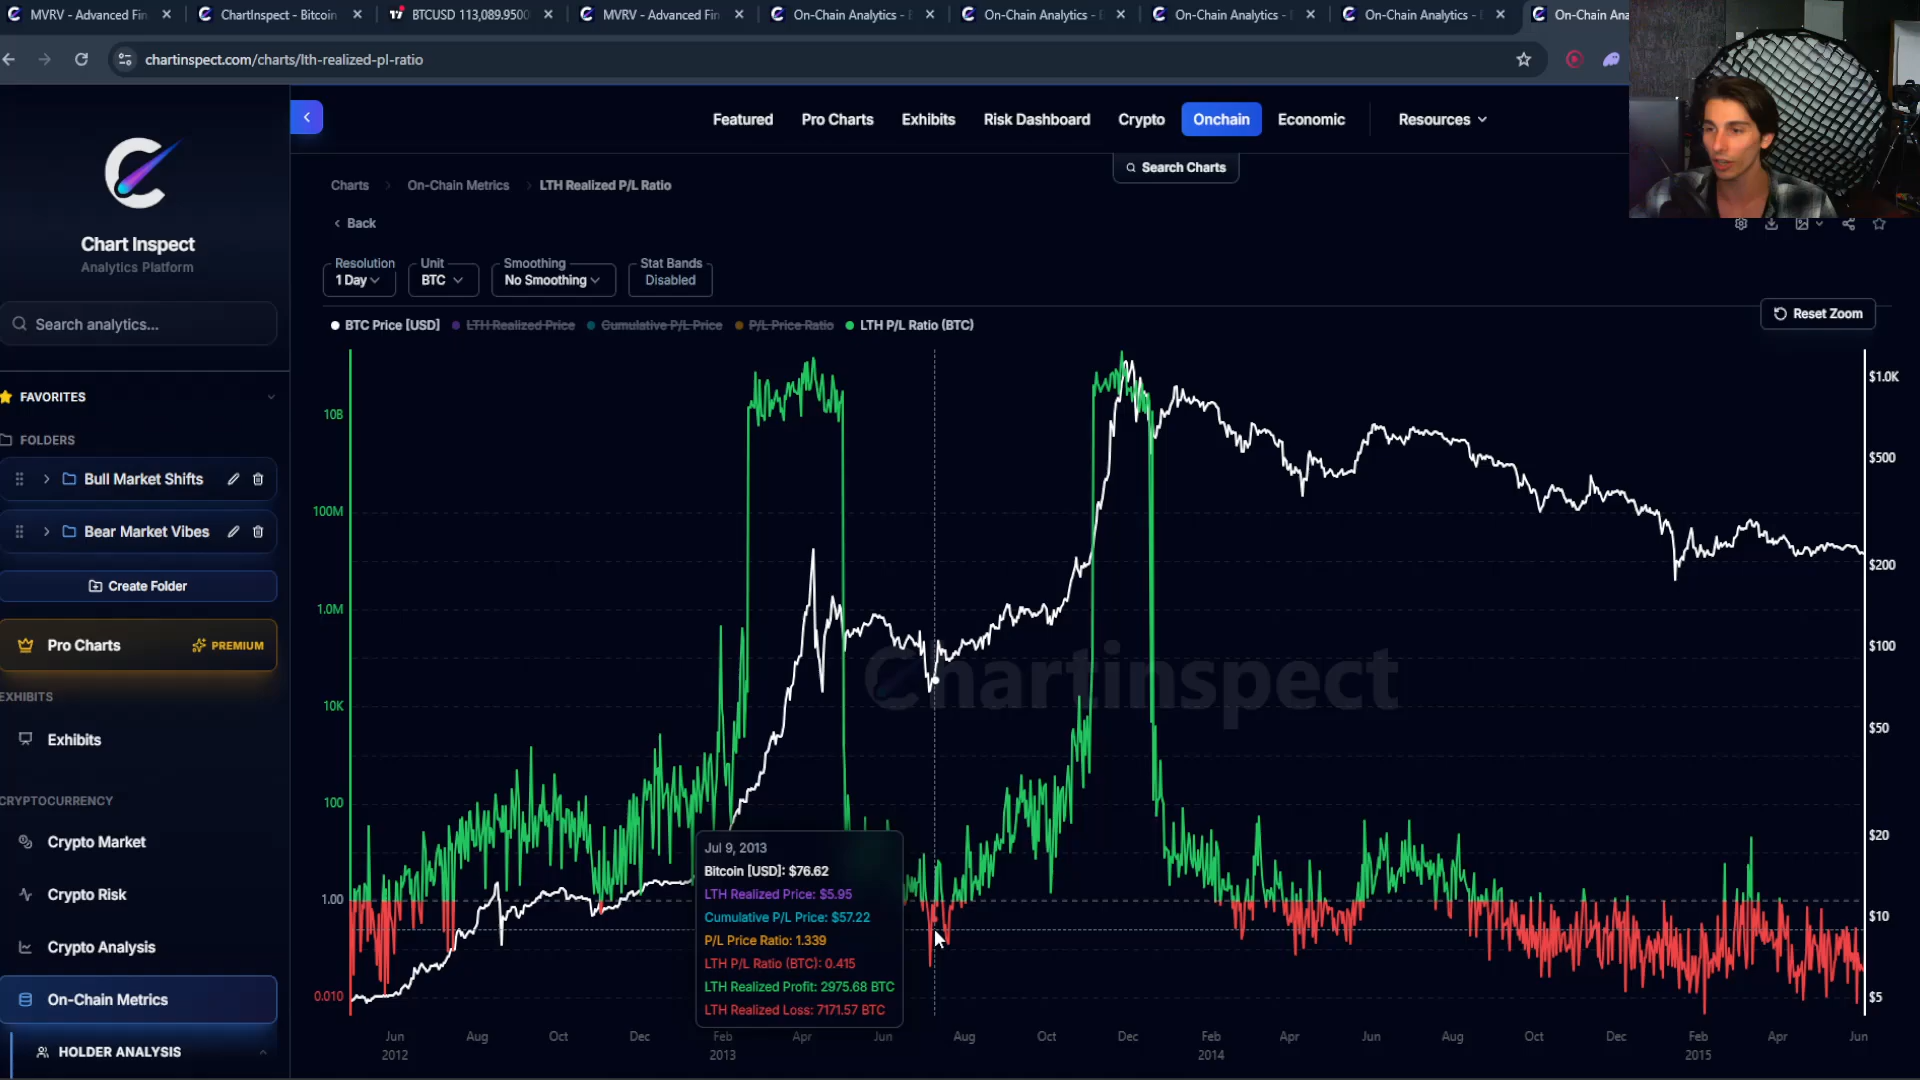 MVRV - Advanced Fin
ChartInspect - Bitcoin
BTCUSD 113,089.9500
MVRV - Advanced Fin
On-Chain Analytics -
On-Chain Analytics -
On-Chain Analytics -
On-Chain Analytics -
On-Chain Ana
chartinspect.com/charts/lth-realized-pl-ratio
Chart Inspect
Analytics Platform
Search analytics...
FAVORITES
FOLDERS
Bull Market Shifts
Bear Market Vibes
Create Folder
Pro Charts
PREMIUM
EXHIBITS
Exhibits
CRYPTOCURRENCY
Crypto Market
Crypto Risk
Crypto Analysis
On-Chain Metrics
HOLDER ANALYSIS
Featured
Pro Charts
Exhibits
Risk Dashboard
Crypto
Onchain
Economic
Resources
Search Charts
Charts
On-Chain Metrics
LTH Realized P/L Ratio
Back
Resolution
1 Day
Unit
BTC
Smoothing
No Smoothing
Stat Bands
Disabled
BTC Price [USD]
LTH Realized Price
Cumulative P/L Price
P/L Price Ratio
LTH P/L Ratio (BTC)
Reset Zoom
10B
100M
1.0M
10K
100
1.00
0.010
$1.0K
$500
$200
$100
$50
$20
$10
$5
Chartinspect
Jul 9, 2013
Bitcoin [USD]: $76.62
LTH Realized Price: $5.95
Cumulative P/L Price: $57.22
P/L Price Ratio: 1.339
LTH P/L Ratio (BTC): 0.415
LTH Realized Profit: 2975.68 BTC
LTH Realized Loss: 7171.57 BTC
Jun
2012
Aug
Oct
Dec
Feb
2013
Apr
Jun
Aug
Oct
Dec
Feb
2014
Apr
Jun
Aug
Oct
Dec
Feb
2015
Apr
Jun